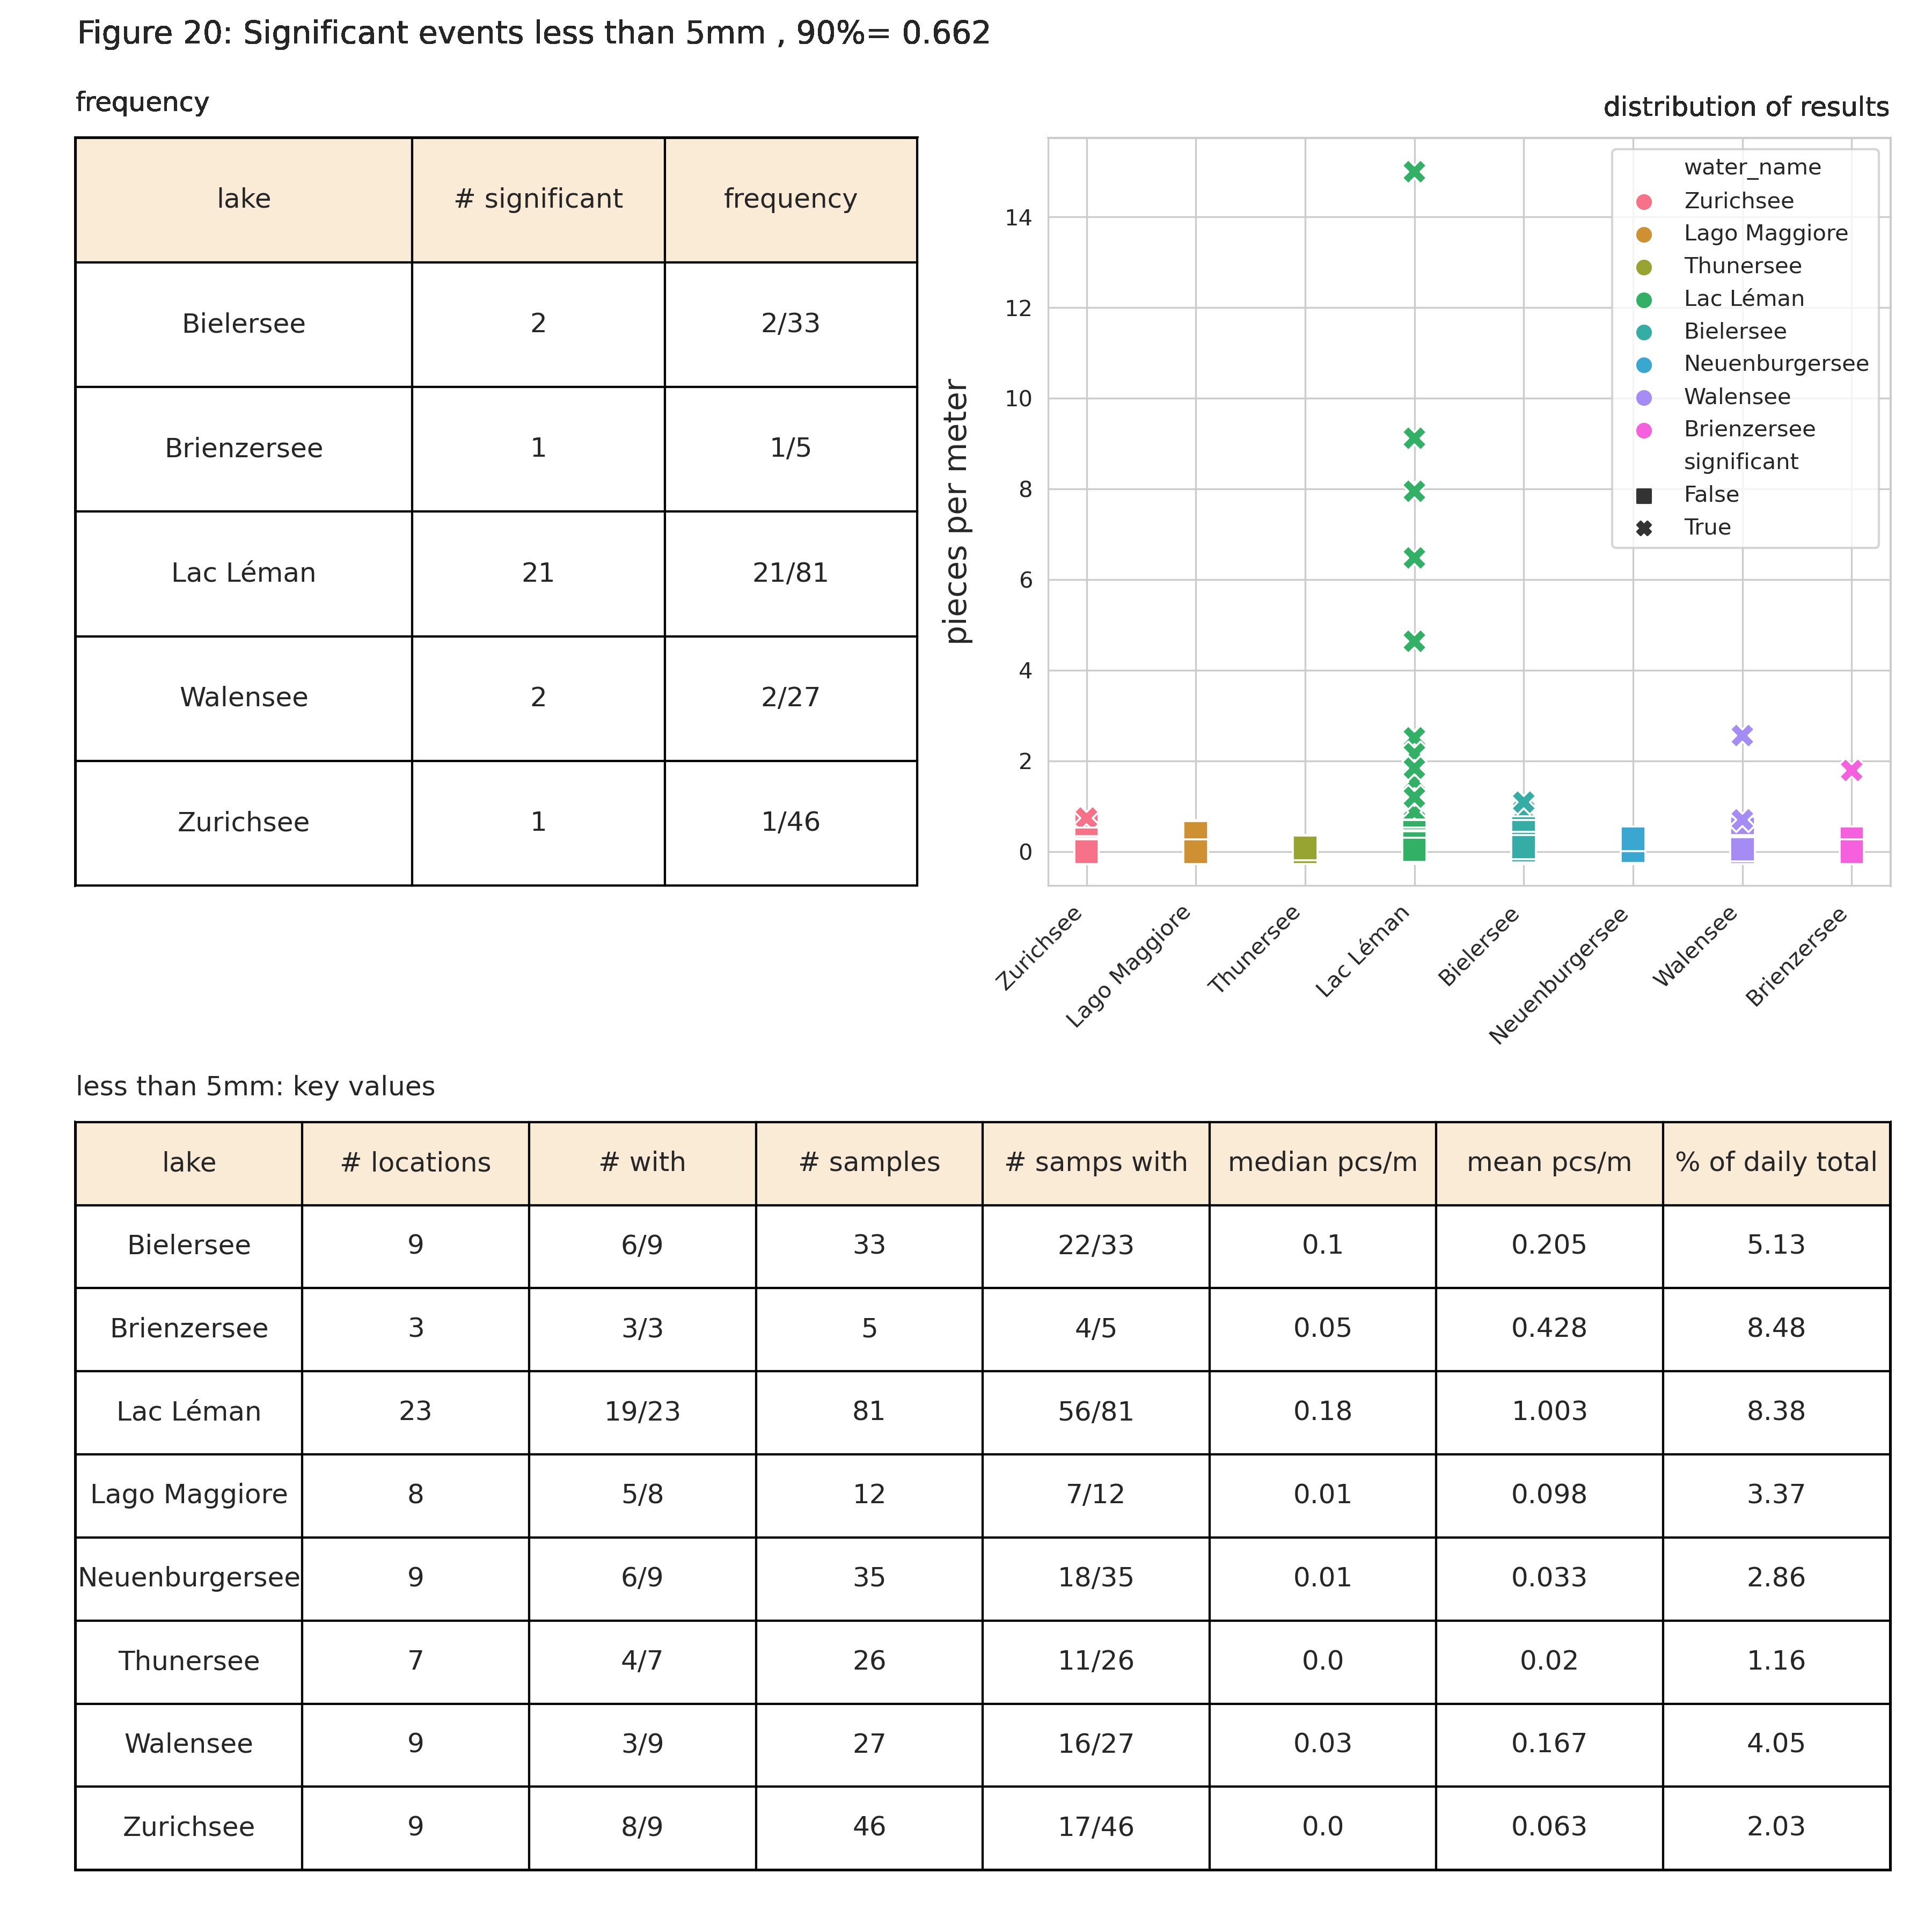 Figure 20: Significant events less than 5mm , 90%= 0.662
frequency
lake # significant frequency
Bielersee 2 2/33
Brienzersee 1 1/5
Lac Léman 21 21/81
Walensee 2 2/27
Zurichsee 1 1/46
distribution of results
pieces per meter
14
12
10
8
6
4
2
0
water_name
Zurichsee
Lago Maggiore
Thunersee
Lac Léman
Bielersee
Neuenburgersee
Walensee
Brienzersee
significant
False
True
Zurichsee
Lago Maggiore
Thunersee
Lac Léman
Bielersee
Neuenburgersee
Walensee
Brienzersee
less than 5mm: key values
lake # locations # with # samples # samps with median pcs/m mean pcs/m % of daily total
Bielersee 9 6/9 33 22/33 0.1 0.205 5.13
Brienzersee 3 3/3 5 4/5 0.05 0.428 8.48
Lac Léman 23 19/23 81 56/81 0.18 1.003 8.38
Lago Maggiore 8 5/8 12 7/12 0.01 0.098 3.37
Neuenburgersee 9 6/9 35 18/35 0.01 0.033 2.86
Thunersee 7 4/7 26 11/26 0.0 0.02 1.16
Walensee 9 3/9 27 16/27 0.03 0.167 4.05
Zurichsee 9 8/9 46 17/46 0.0 0.063 2.03